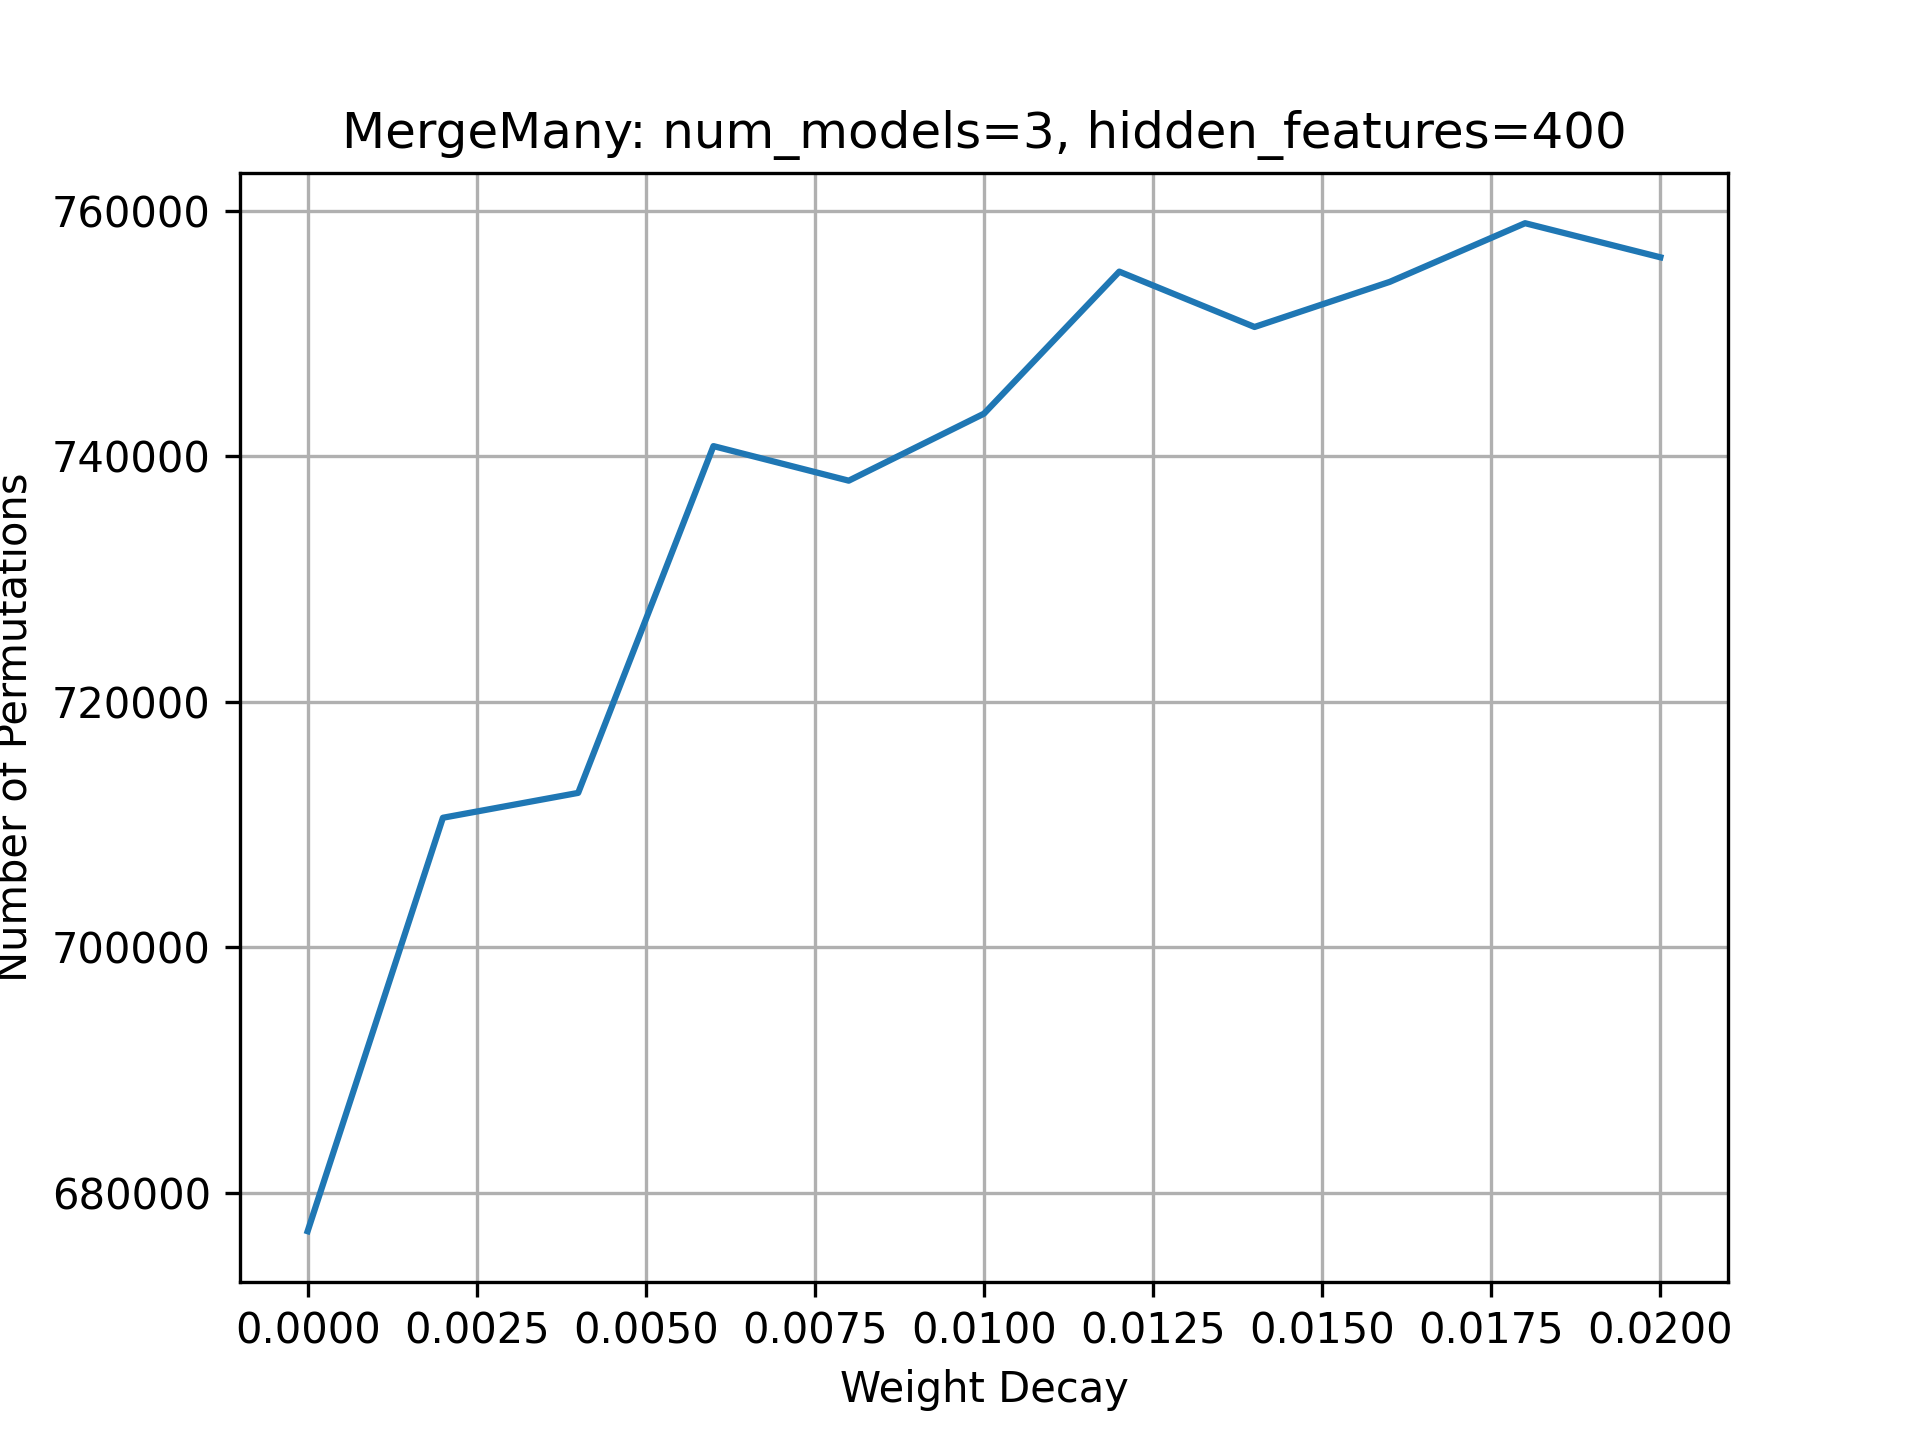 MergeMany: num_models=3, hidden_features=400
760000
740000
720000
700000
680000
Number of Permutations
0.0000 0.0025 0.0050 0.0075 0.0100 0.0125 0.0150 0.0175 0.0200
Weight Decay